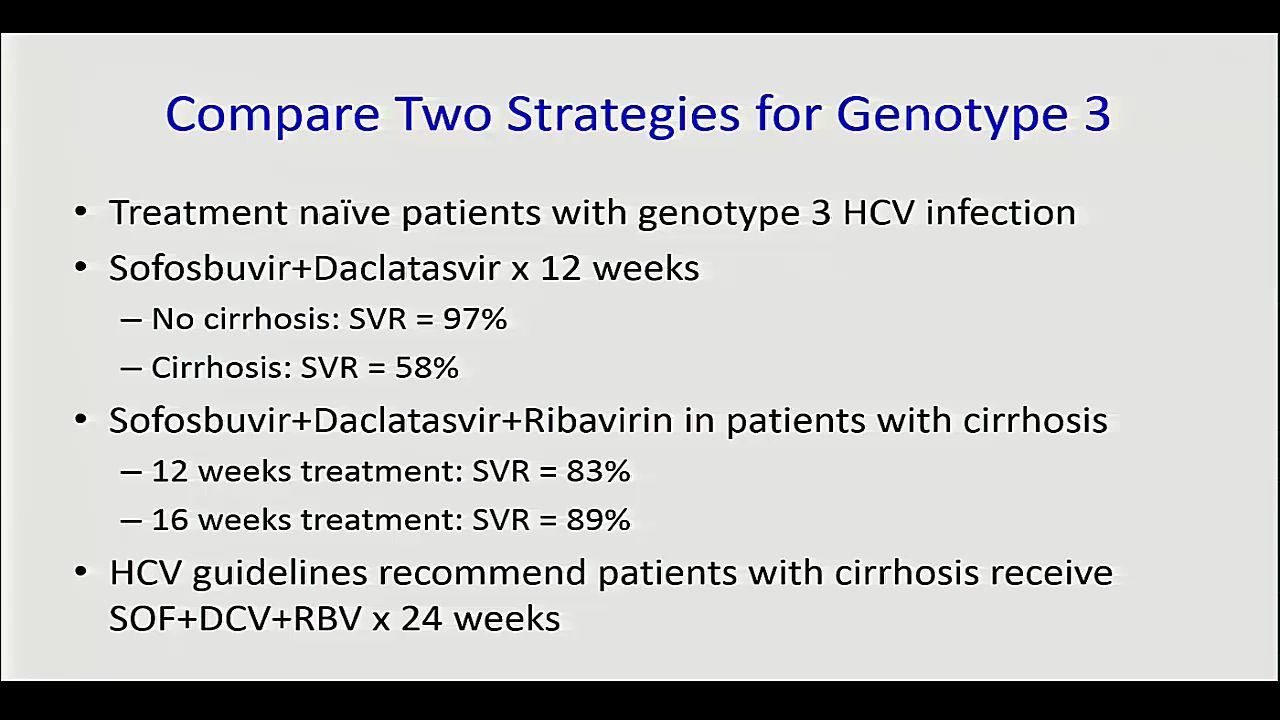 Compare Two Strategies for Genotype 3
• Treatment naïve patients with genotype 3 HCV infection
• Sofosbuvir+Daclatasvir x 12 weeks
– No cirrhosis: SVR = 97%
– Cirrhosis: SVR = 58%
• Sofosbuvir+Daclatasvir+Ribavirin in patients with cirrhosis
– 12 weeks treatment: SVR = 83%
– 16 weeks treatment: SVR = 89%
• HCV guidelines recommend patients with cirrhosis receive
SOF+DCV+RBV x 24 weeks